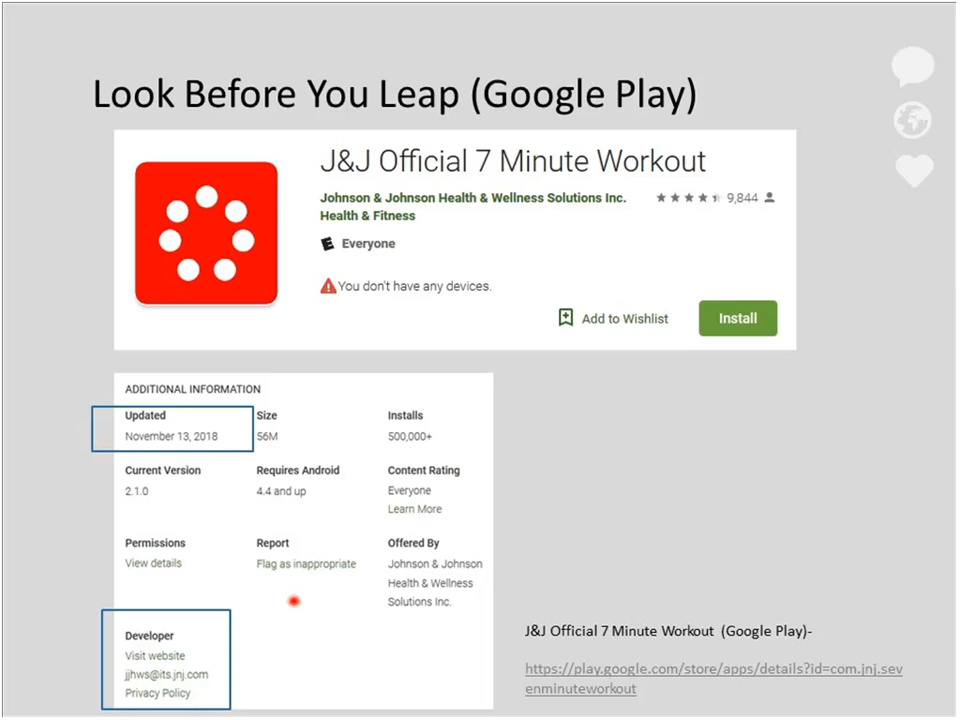 Look Before You Leap (Google Play)
J&J Official 7 Minute Workout
Johnson & Johnson Health & Wellness Solutions Inc.
9,844
Health & Fitness
E Everyone
You don't have any devices.
Add to Wishlist
Install
ADDITIONAL INFORMATION
Updated
November 13, 2018
Size
56M
Installs
500,000+
Current Version
2.1.0
Requires Android
4.4 and up
Content Rating
Everyone
Learn More
Permissions
View details
Report
Flag as inappropriate
Offered By
Johnson & Johnson
Health & Wellness
Solutions Inc.
Developer
Visit website
jjhws@its.jnj.com
Privacy Policy
J&J Official 7 Minute Workout (Google Play)-
https://play.google.com/store/apps/details?id=com.jnj.sev
enminuteworkout